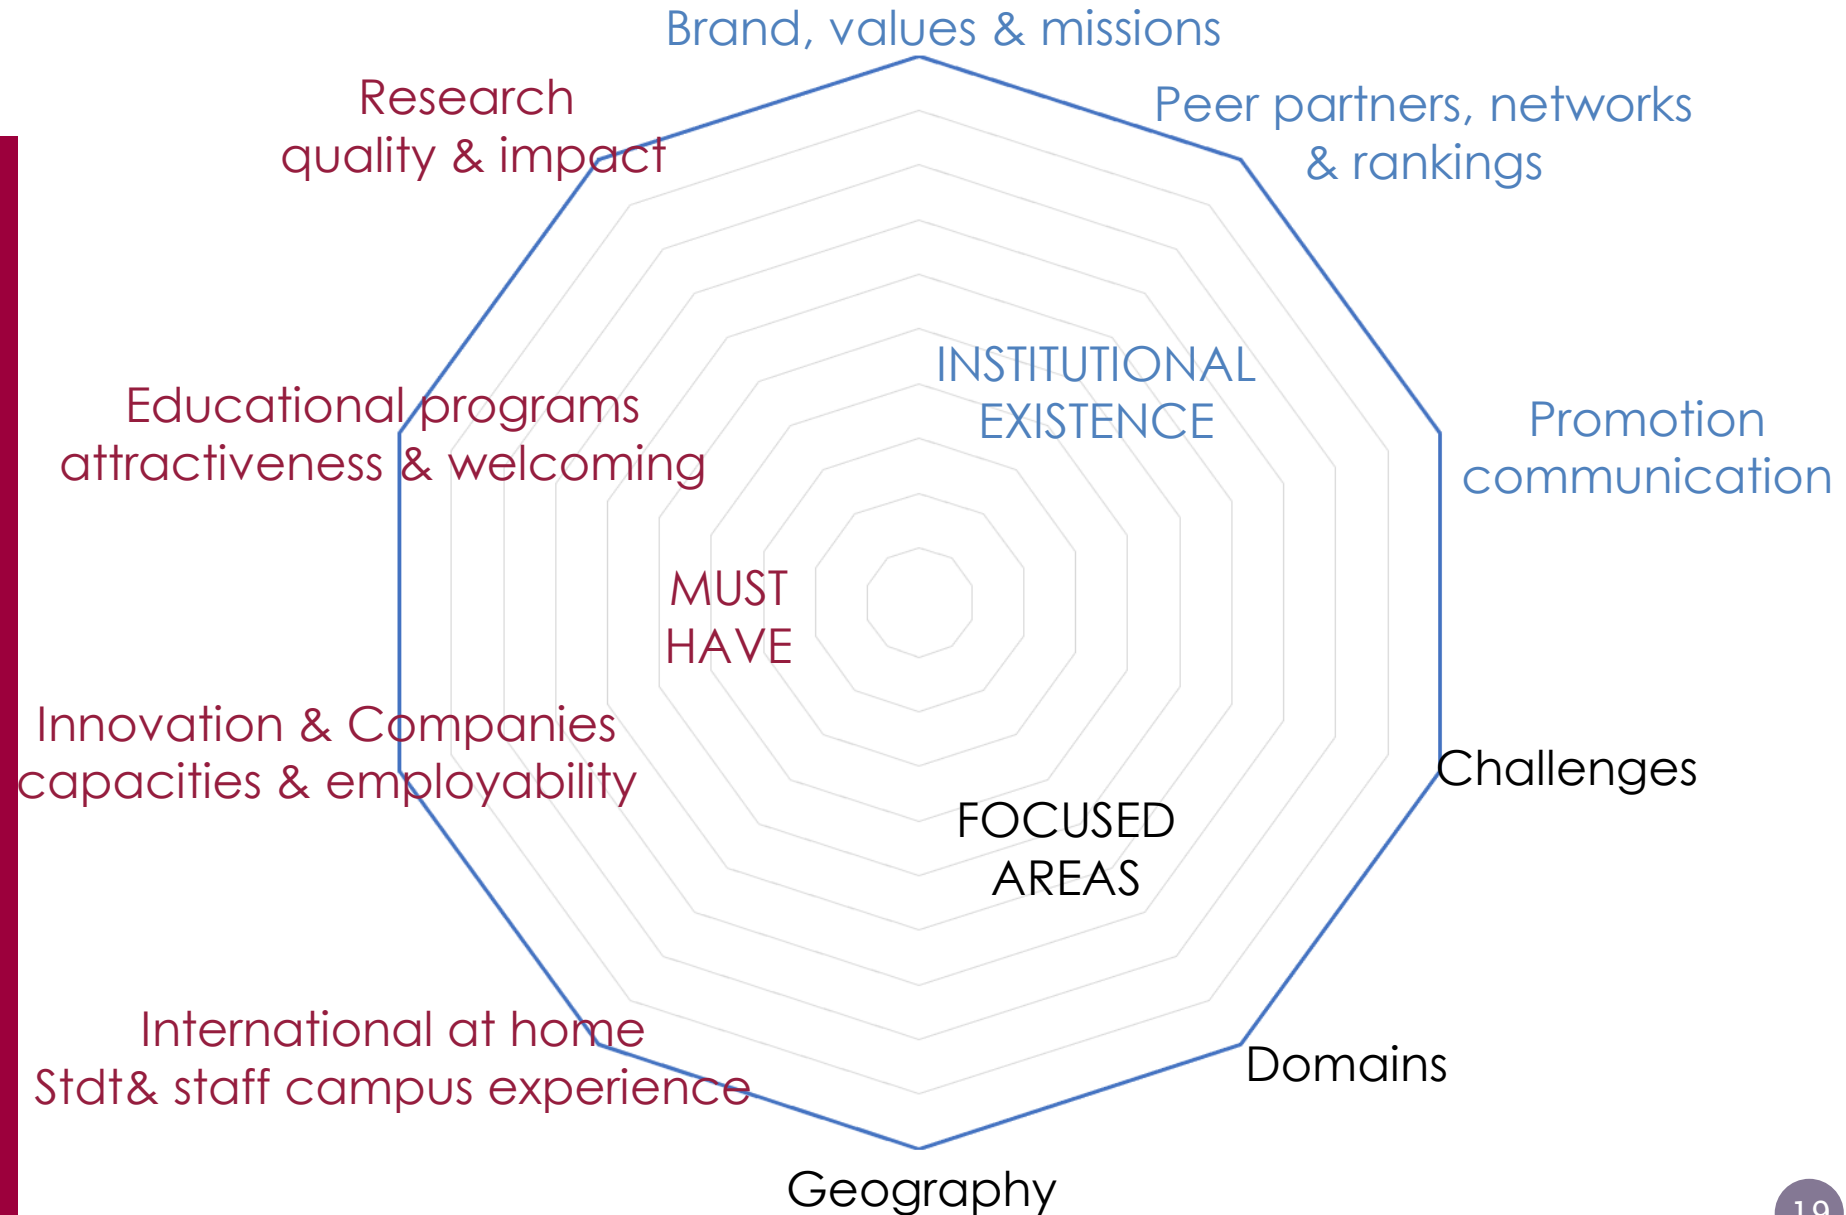 Brand, values & missions
Research
quality & impact
Peer partners, networks
& rankings
INSTITUTIONAL
EXISTENCE
Educational programs
attractiveness & welcoming
Promotion
communication
MUST
HAVE
Innovation & Companies
capacities & employability
Challenges
FOCUSED
AREAS
International at home
Stdt& staff campus experience
Domains
Geography
19